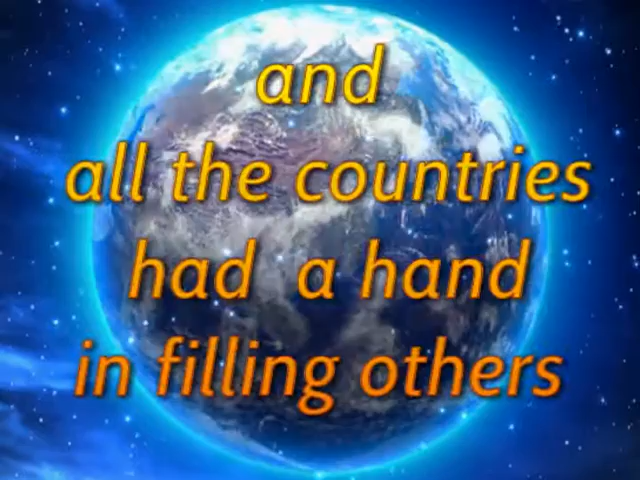 and
all the countries
had a hand
in filling others